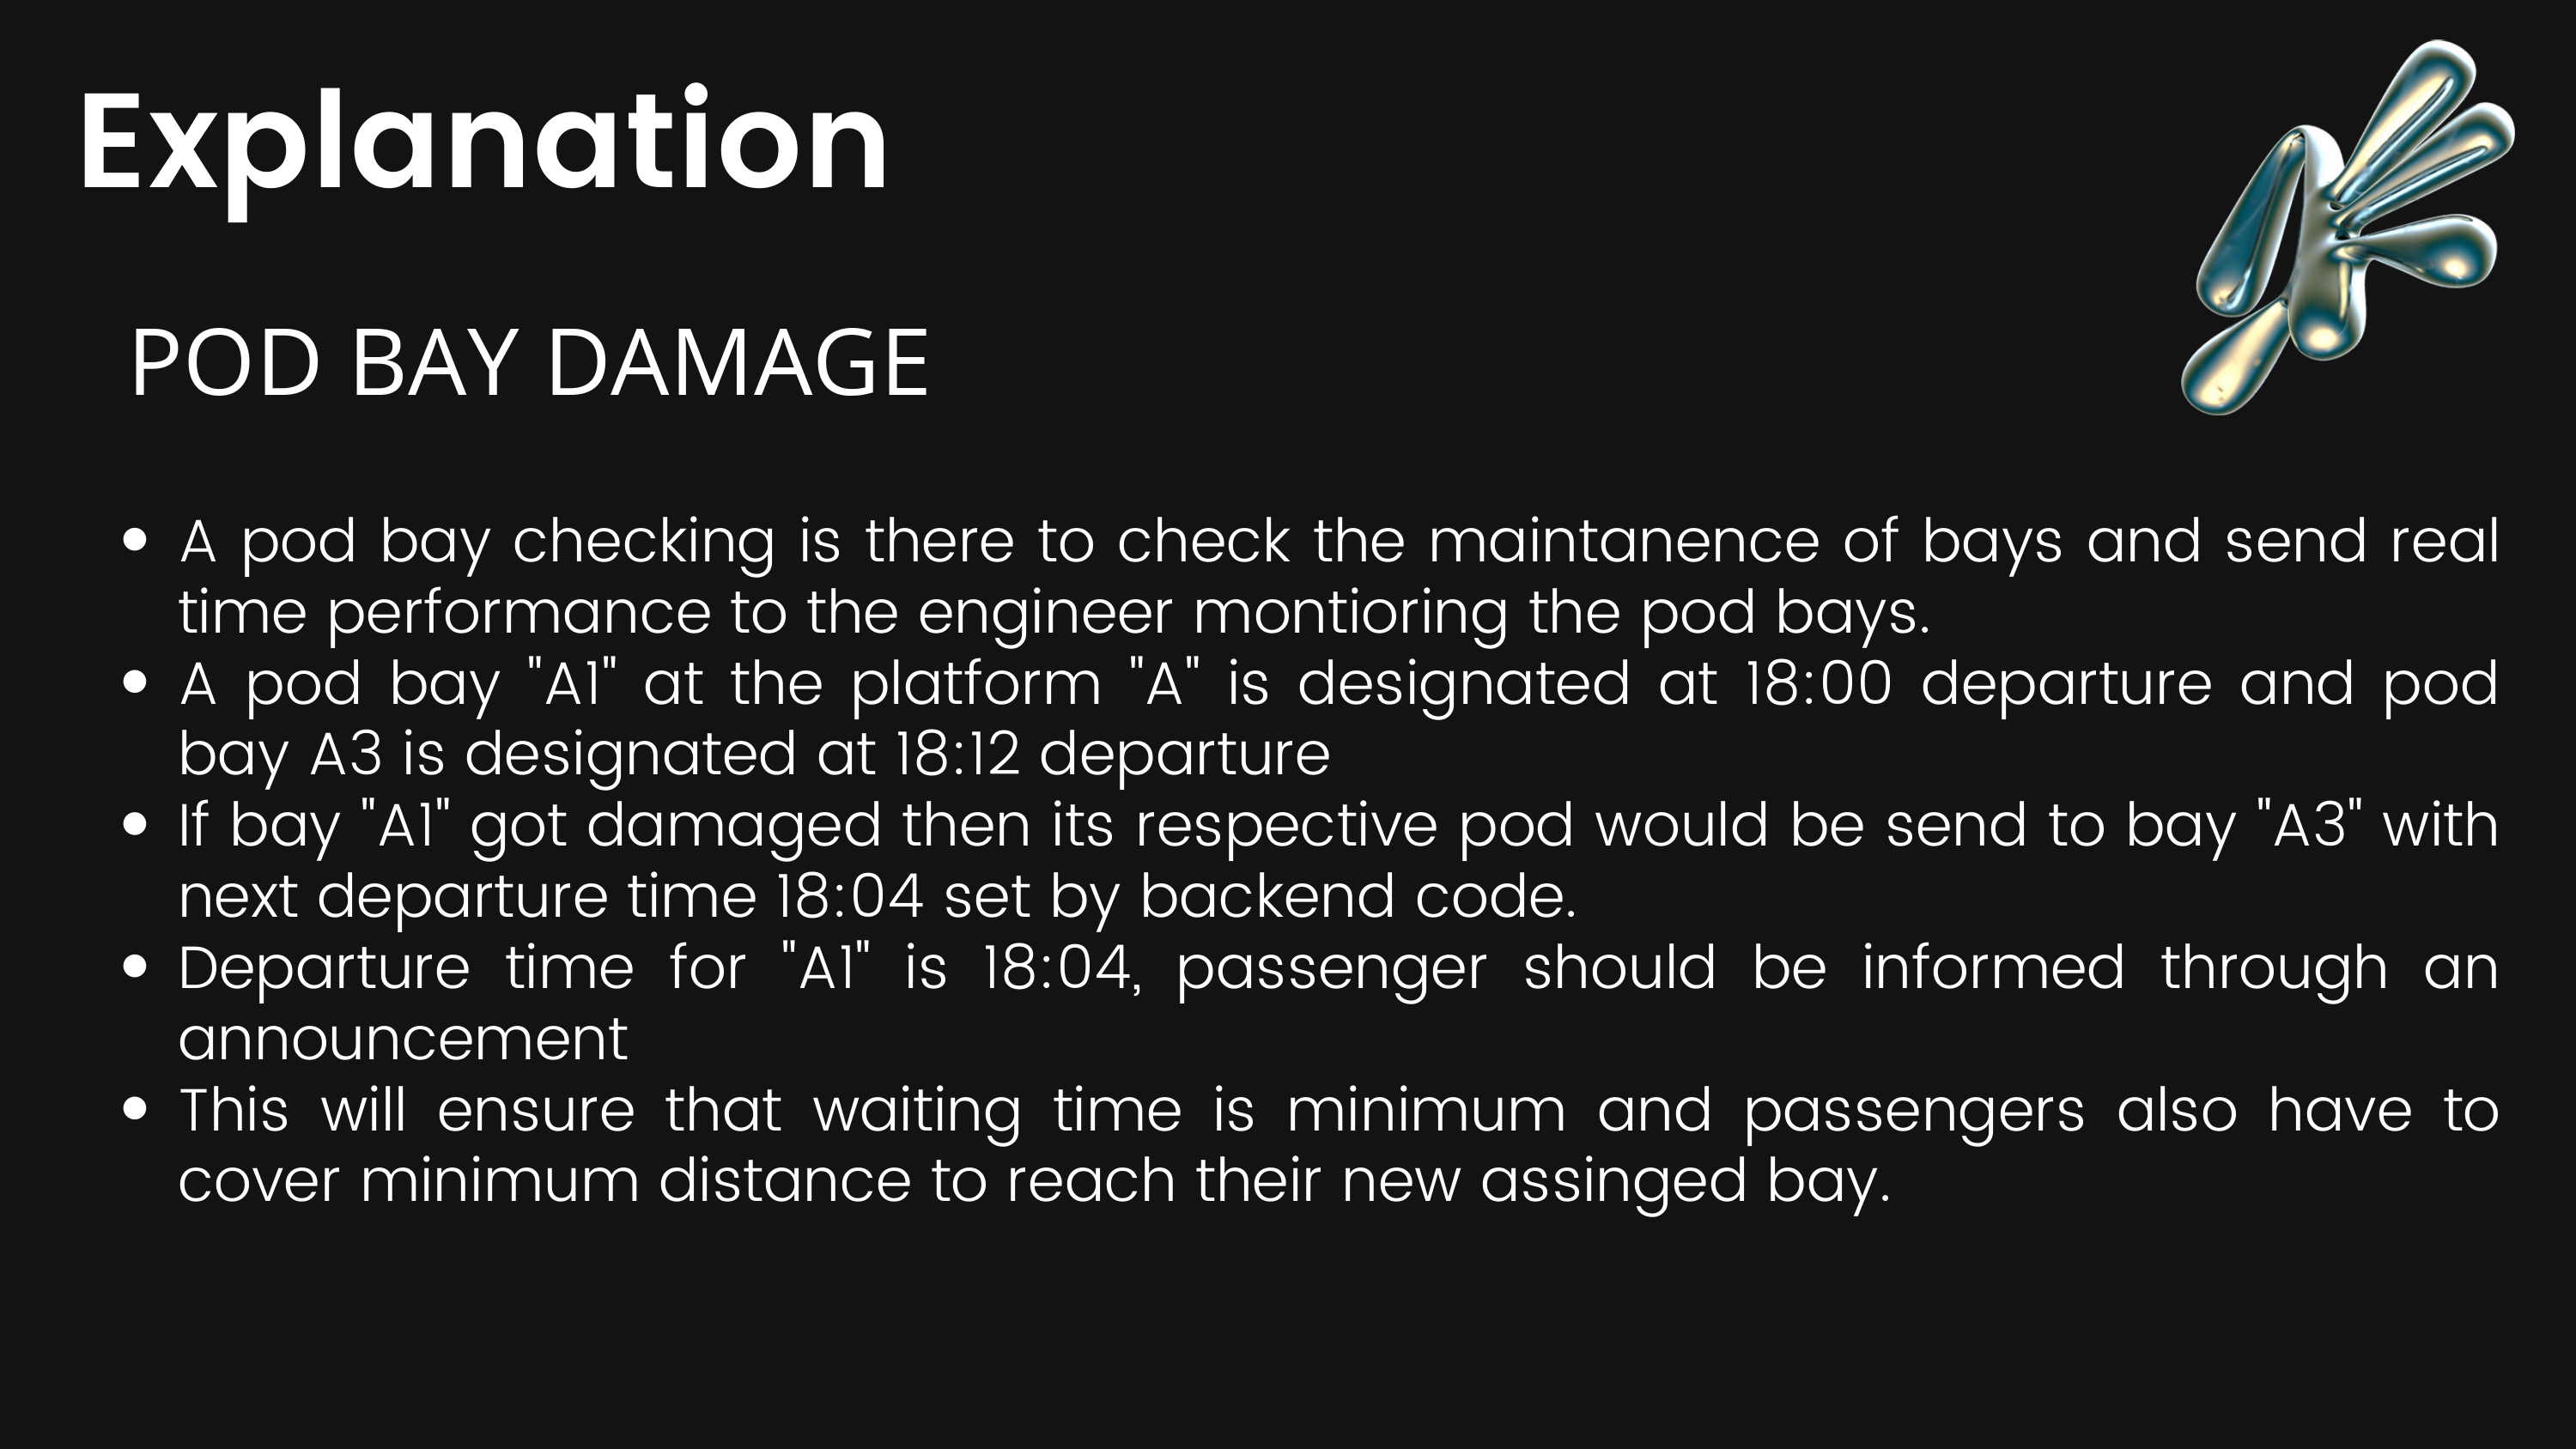 Explanation
POD BAY DAMAGE
• A pod bay checking is there to check the maintanence of bays and send real
time performance to the engineer montioring the pod bays.
• A pod bay "A1" at the platform "A" is designated at 18:00 departure and pod
bay A3 is designated at 18:12 departure
• If bay "A1" got damaged then its respective pod would be send to bay "A3" with
next departure time 18:04 set by backend code.
• Departure time for "A1" is 18:04, passenger should be informed through an
announcement
• This will ensure that waiting time is minimum and passengers also have to
cover minimum distance to reach their new assinged bay.